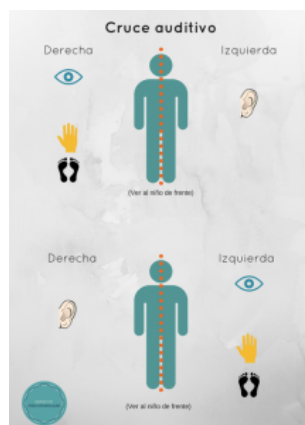 Cruce auditivo
Derecha
Izquierda
(Ver al niño de frente)
Derecha
Izquierda
(Ver al niño de frente)